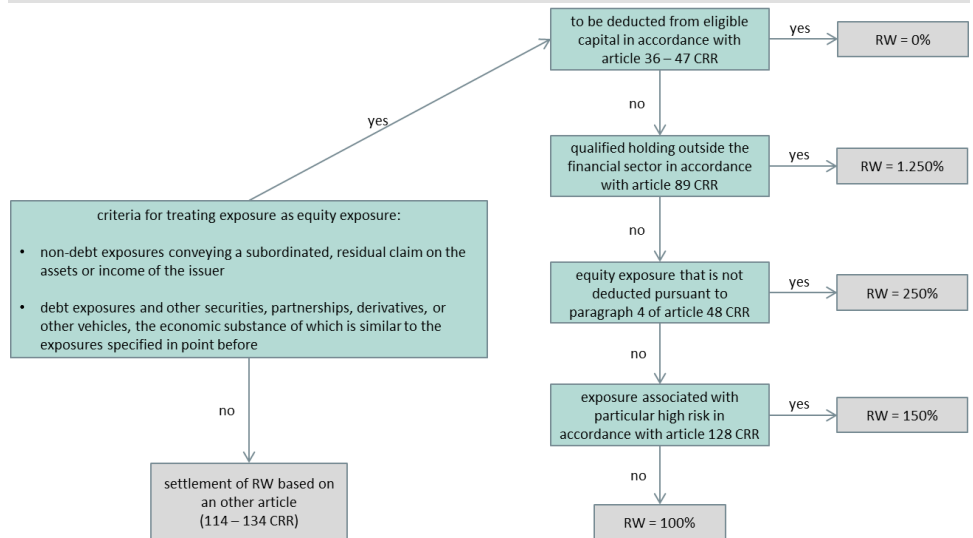 to be deducted from eligible
capital in accordance with
article 36 – 47 CRR
yes
RW = 0%
no
yes
qualified holding outside the
financial sector in accordance
with article 89 CRR
yes
RW = 1.250%
criteria for treating exposure as equity exposure:
• non-debt exposures conveying a subordinated, residual claim on the
assets or income of the issuer
• debt exposures and other securities, partnerships, derivatives, or
other vehicles, the economic substance of which is similar to the
exposures specified in point before
no
equity exposure that is not
deducted pursuant to
paragraph 4 of article 48 CRR
yes
RW = 250%
no
exposure associated with
particular high risk in
accordance with article 128 CRR
yes
RW = 150%
no
settlement of RW based on
an other article
(114 – 134 CRR)
no
RW = 100%